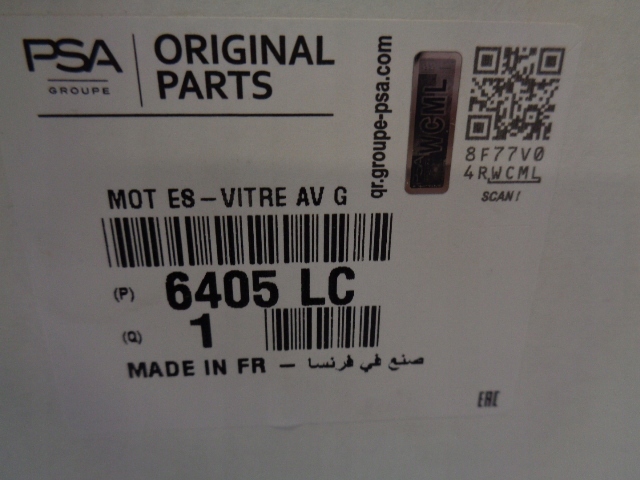 PSA
GROUPE
ORIGINAL
PARTS
qr.groupe-psa.com
WCML
8F77V0
4RWCML
SCAN!
MOT ES-VITRE AV G
(P) 6405 LC
(Q) 1
MADE IN FR - صنع في فرنسا
EAC